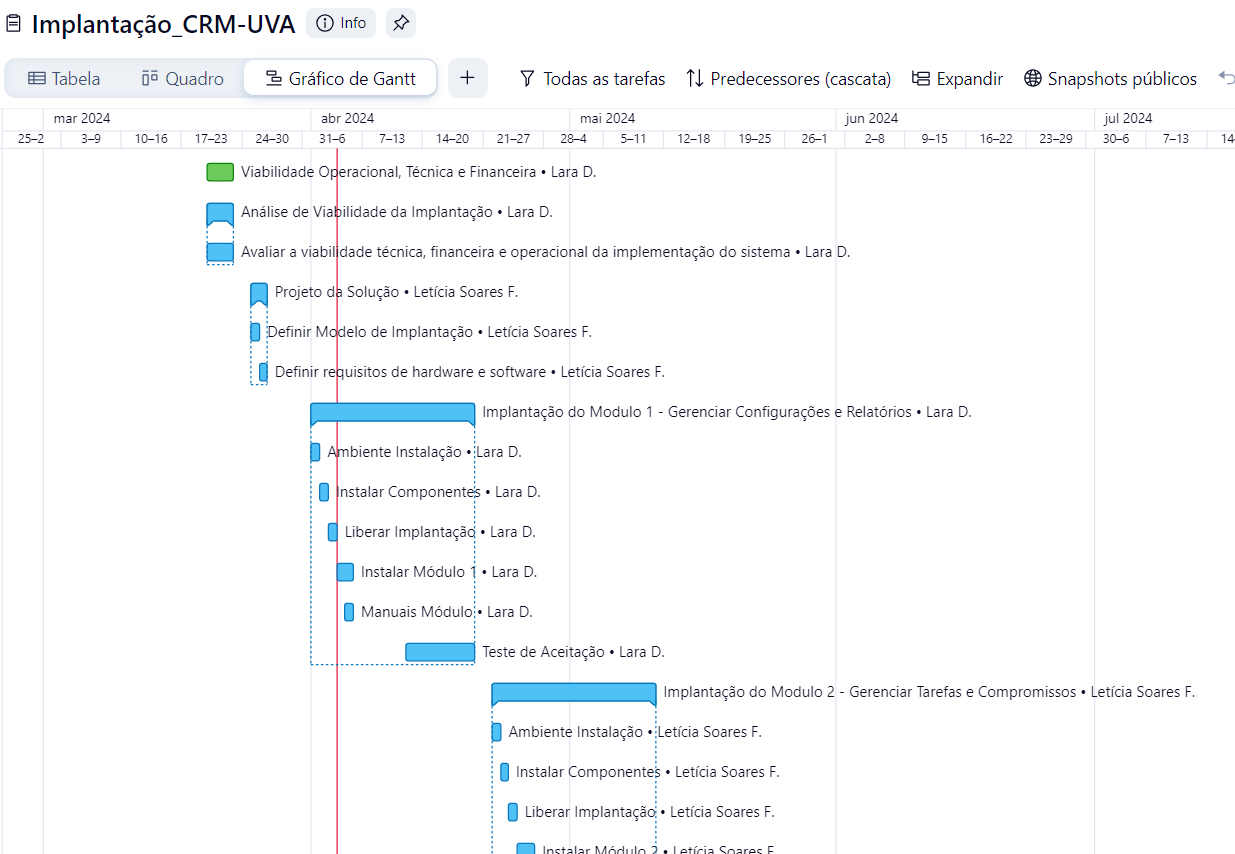 Implantação_CRM-UVA Info
Tabela Quadro Gráfico de Gantt + Todas as tarefas Predecessores (cascata) Expandir Snapshots públicos
mar 2024 abr 2024 mai 2024 jun 2024 jul 2024
25–2 3–9 10–16 17–23 24–30 31–6 7–13 14–20 21–27 28–4 5–11 12–18 19–25 26–1 2–8 9–15 16–22 23–29 30–6 7–13
Viabilidade Operacional, Técnica e Financeira • Lara D.
Análise de Viabilidade da Implantação • Lara D.
Avaliar a viabilidade técnica, financeira e operacional da implementação do sistema • Lara D.
Projeto da Solução • Letícia Soares F.
Definir Modelo de Implantação • Letícia Soares F.
Definir requisitos de hardware e software • Letícia Soares F.
Implantação do Modulo 1 - Gerenciar Configurações e Relatórios • Lara D.
Ambiente Instalação • Lara D.
Instalar Componentes • Lara D.
Liberar Implantação • Lara D.
Instalar Módulo 1 • Lara D.
Manuais Módulo • Lara D.
Teste de Aceitação • Lara D.
Implantação do Modulo 2 - Gerenciar Tarefas e Compromissos • Letícia Soares F.
Ambiente Instalação • Letícia Soares F.
Instalar Componentes • Letícia Soares F.
Liberar Implantação • Letícia Soares F.
Instalar Módulo 2 • Letícia Soares F.